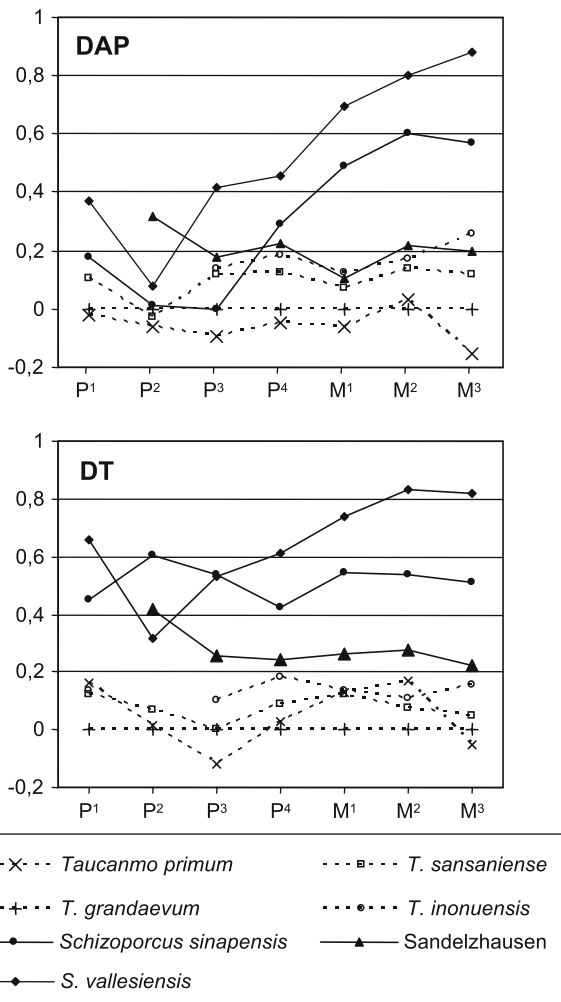 1
DAP
0,8
0,6
0,4
0,2
0
-0,2
P1 P2 P3 P4 M1 M2 M3
1
DT
0,8
0,6
0,4
0,2
0
-0,2
P1 P2 P3 P4 M1 M2 M3
Taucanmo primum T. sansaniense
T. grandaevum T. inonuensis
Schizoporcus sinapensis Sandelzhausen
S. vallesiensis